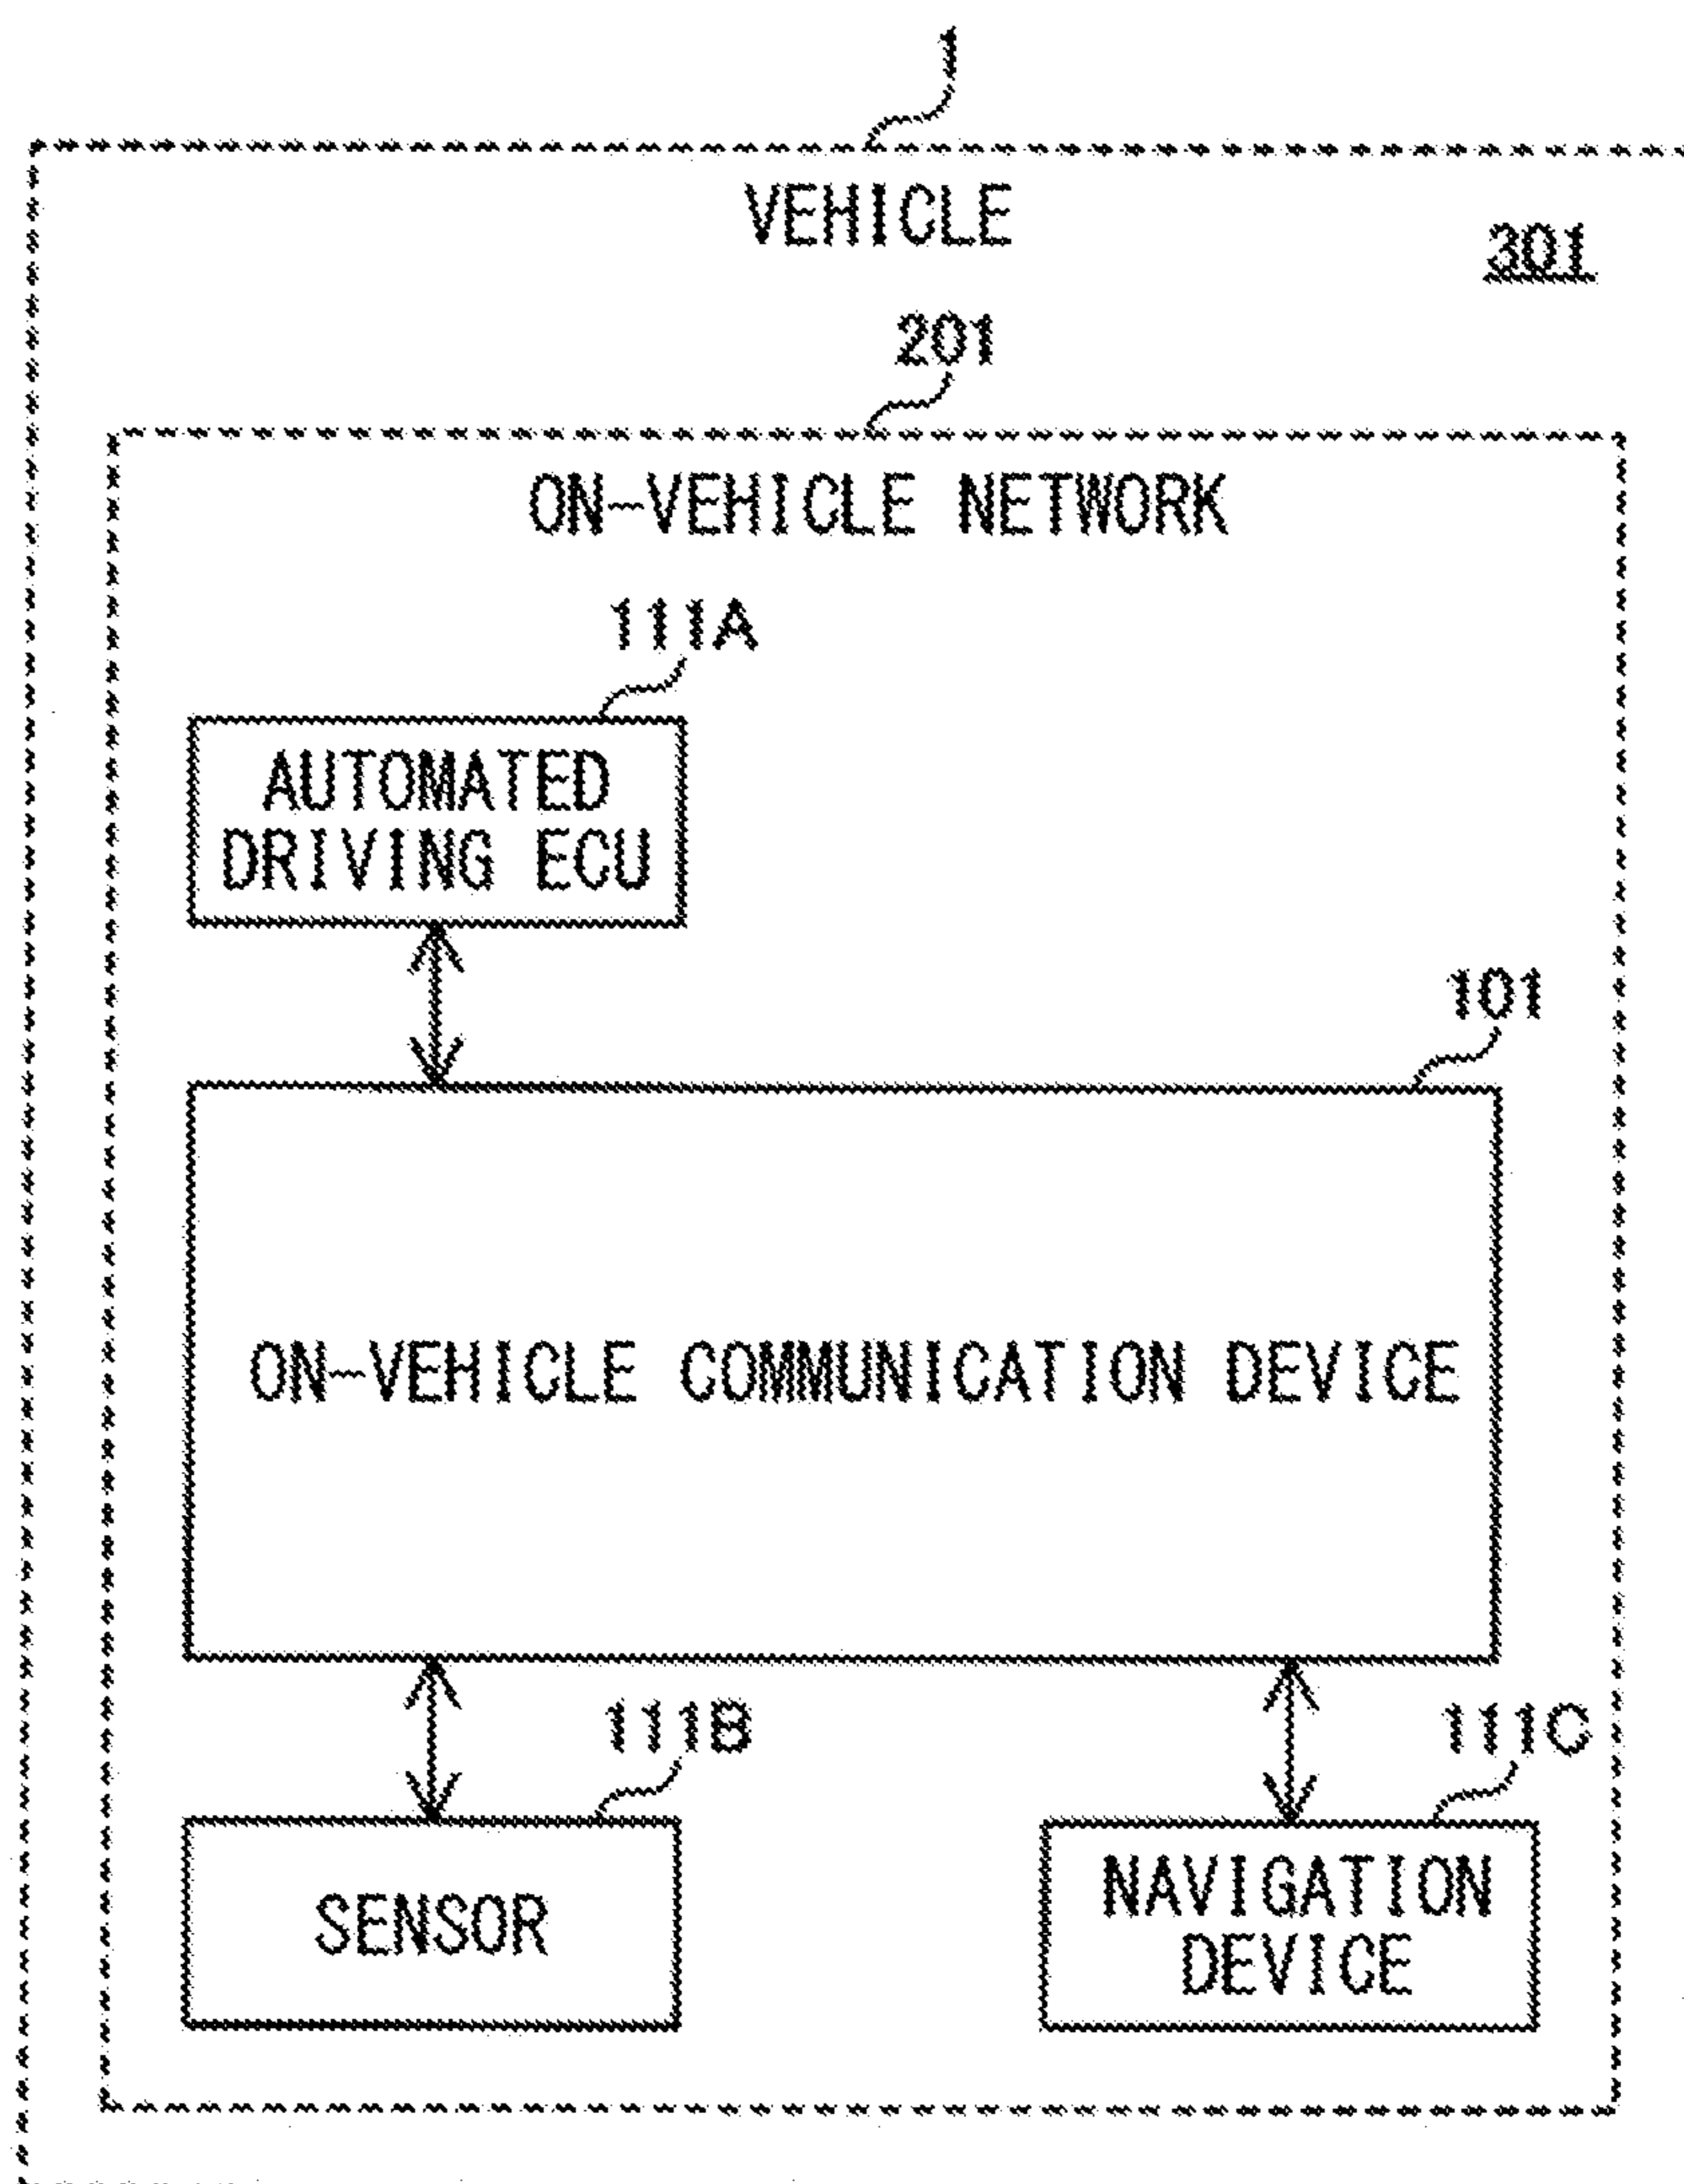 1
VEHICLE
301
201
ON-VEHICLE NETWORK
111A
AUTOMATED
DRIVING ECU
101
ON-VEHICLE COMMUNICATION DEVICE
111B
111C
SENSOR
NAVIGATION
DEVICE